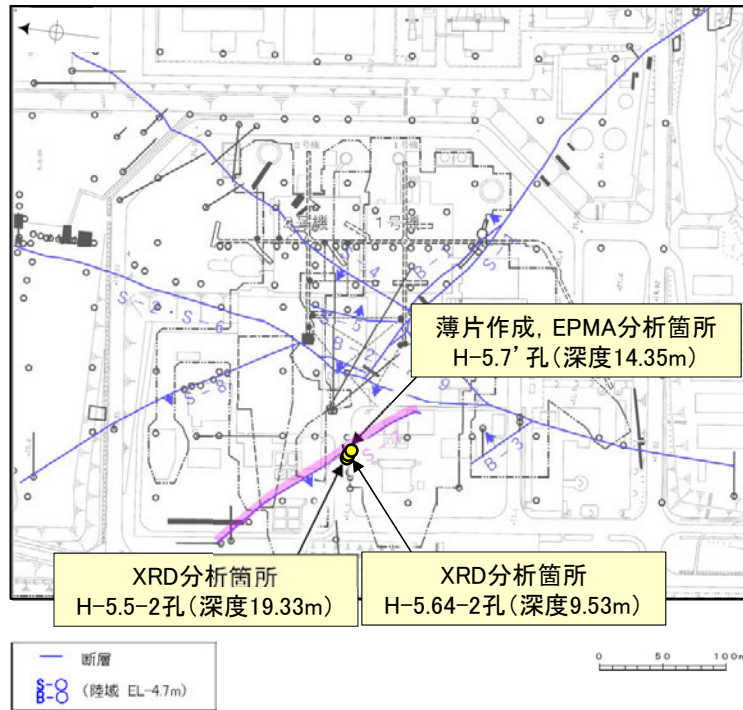 2号機
1号機
S-4
B-1
S-1
S-2・S-6
S-5
B-2
薄片作成, EPMA分析箇所
H-5.7’孔(深度14.35m)
S-8
9
S-7
B-3
XRD分析箇所
H-5.5-2孔(深度19.33m)
XRD分析箇所
H-5.64-2孔(深度9.53m)
断層
S-○
B-○
(陸域 EL-4.7m)
0 50 100m